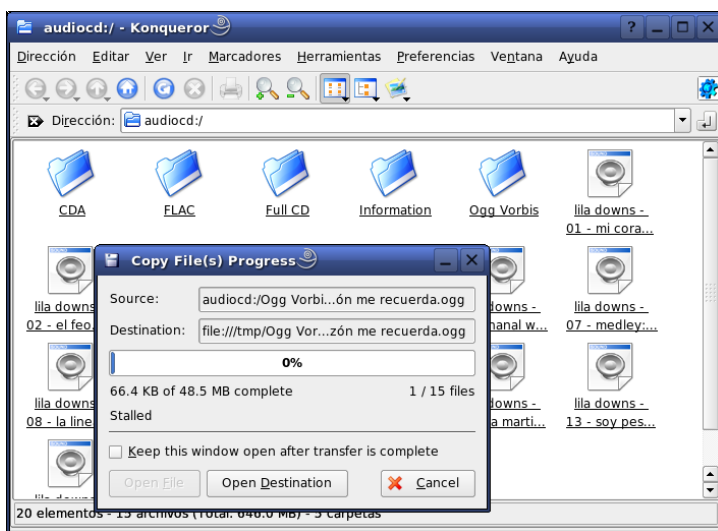 audiocd:/ - Konqueror
Dirección Editar Ver Ir Marcadores Herramientas Preferencias Ventana Ayuda
Dirección: audiocd:/
CDA FLAC Full CD Information Ogg Vorbis lila downs -
01 - mi cora...
Copy File(s) Progress
Source: audiocd:/Ogg Vorbi...ón me recuerda.ogg
Destination: file:///tmp/Ogg Vor...zón me recuerda.ogg
0%
66.4 KB of 48.5 MB complete 1 / 15 files
Stalled
Keep this window open after transfer is complete
Open File Open Destination Cancel
lila downs
02 - el feo.
downs -
nanal w...
lila downs -
07 - medley:...
lila downs
08 - la line
downs -
a marti...
lila downs -
13 - soy pes...
20 elementos - 15 archivos (Total: 646.0 MB) - 5 carpetas